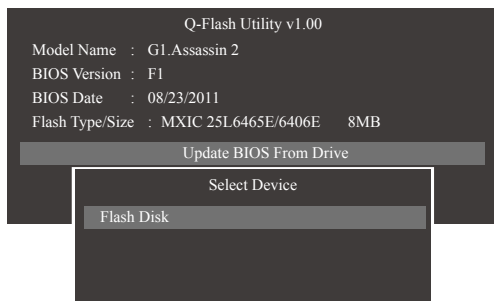 Q-Flash Utility v1.00
Model Name : G1.Assassin 2
BIOS Version : F1
BIOS Date : 08/23/2011
Flash Type/Size : MXIC 25L6465E/6406E 8MB
Update BIOS From Drive
Select Device
Flash Disk